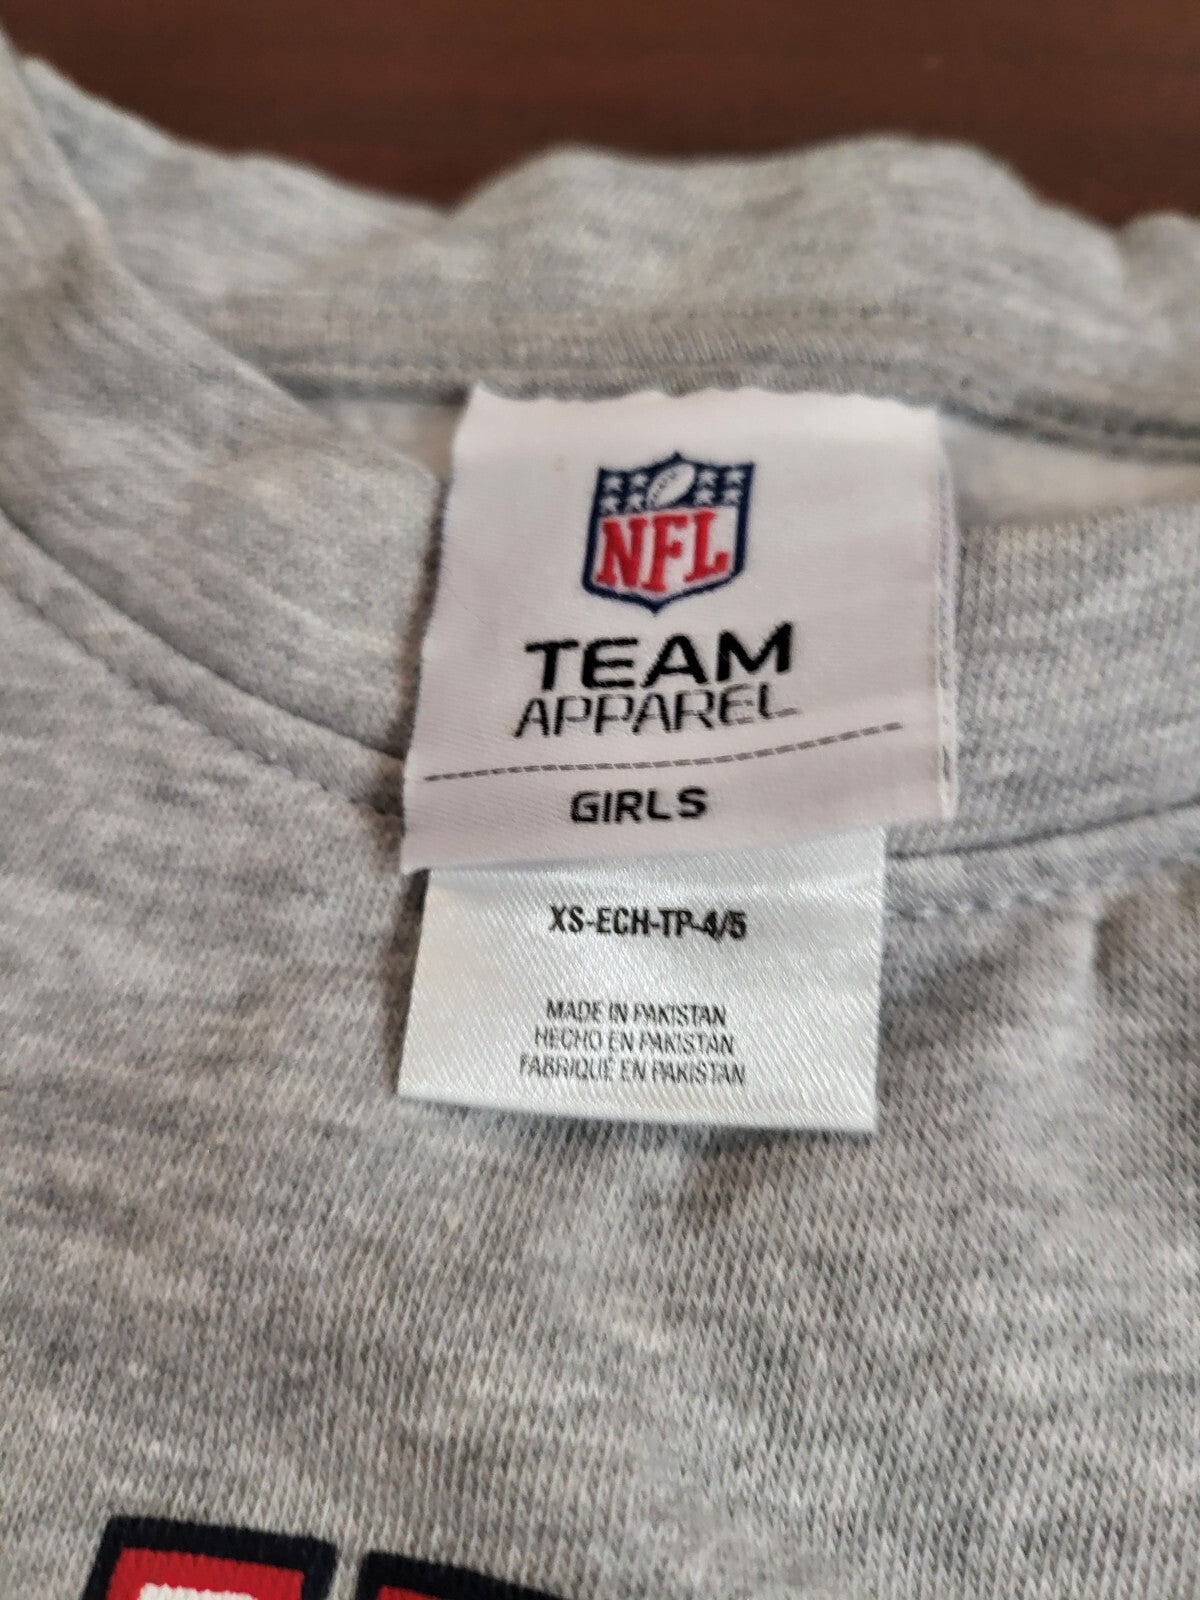 NFL
TEAM
APPAREL
GIRLS
XS-ECH-TP-4/5
MADE IN PAKISTAN
HECHO EN PAKISTAN
FABRIQUÉ EN PAKISTAN